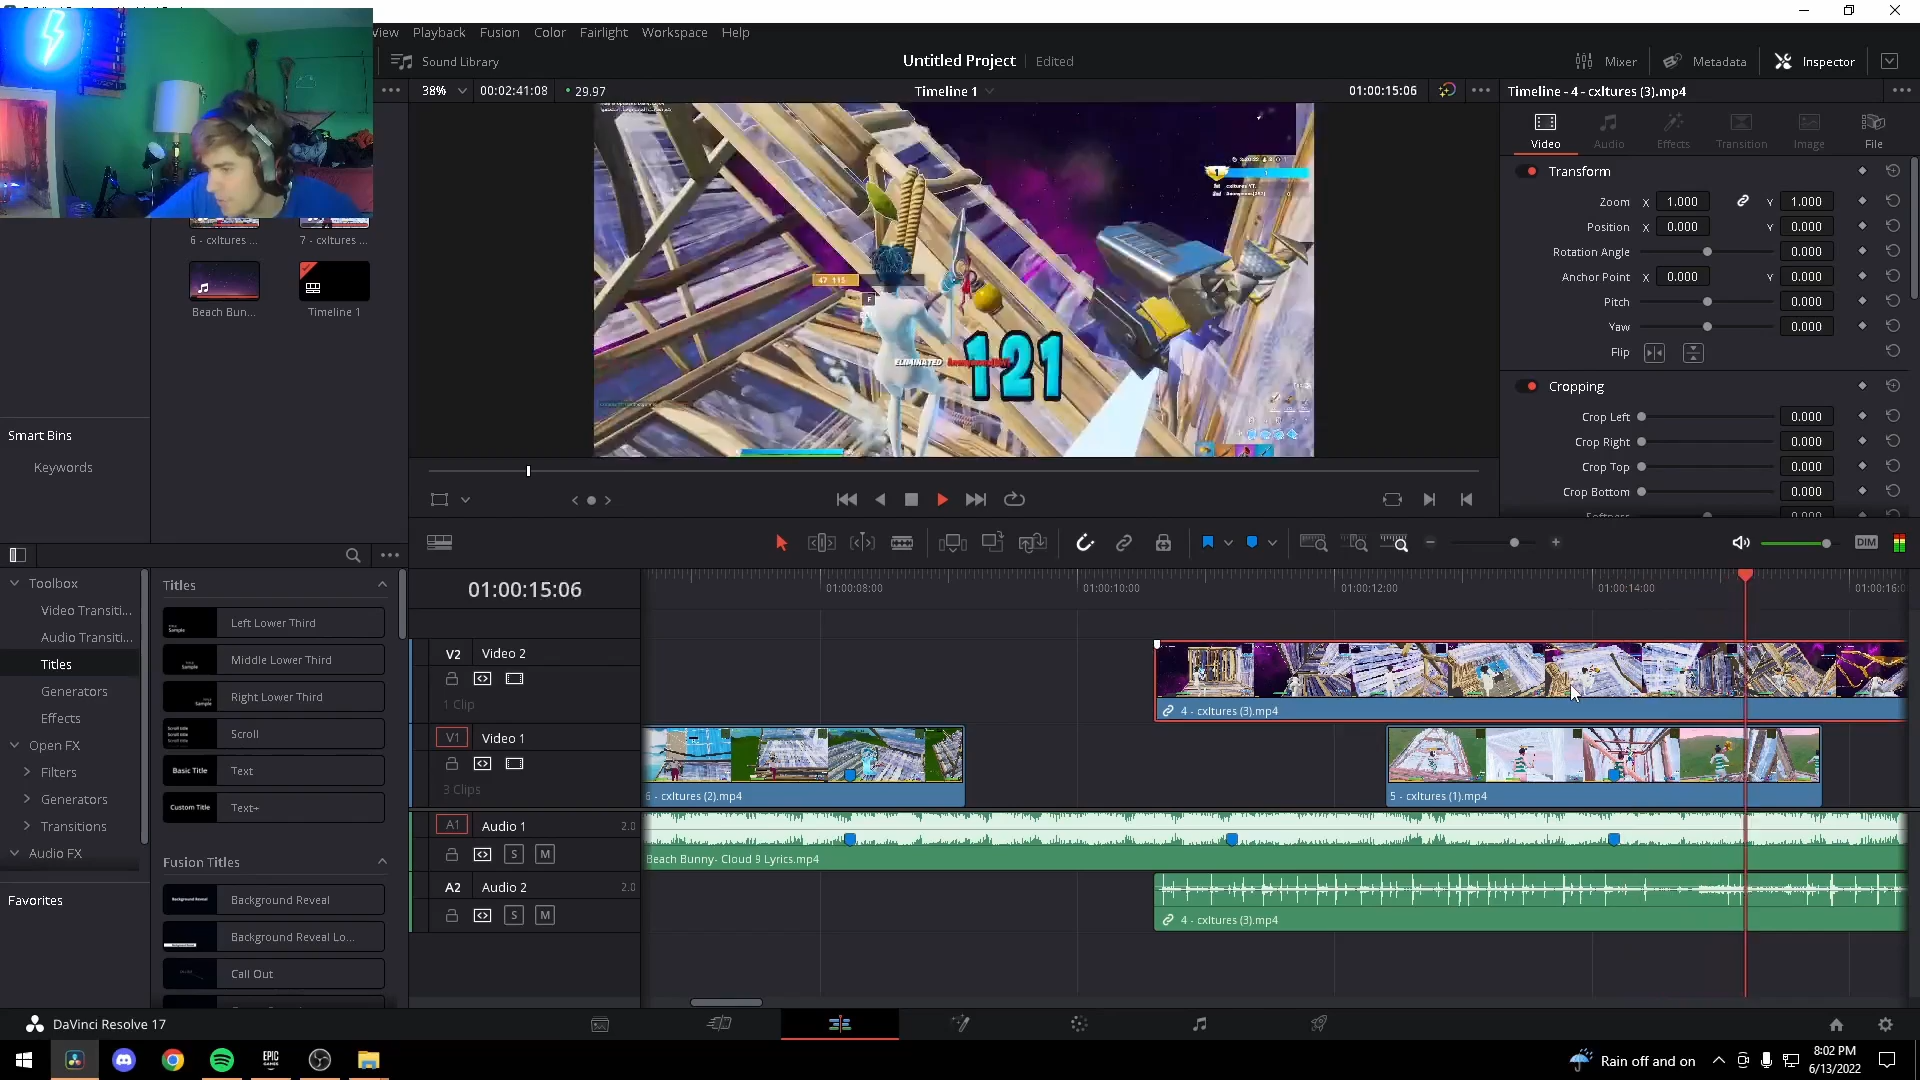 View Playback Fusion Color Fairlight Workspace Help
Sound Library
Untitled Project Edited
Mixer Metadata Inspector
38% 00:02:41:08 29.97 Timeline 1 01:00:15:06
Timeline - 4 - cxltures (3).mp4
Video Audio Effects Transition Image File
Transform
Zoom X 1.000 Y 1.000
Position X 0.000 Y 0.000
Rotation Angle 0.000
Anchor Point X 0.000 Y 0.000
Pitch 0.000
Yaw 0.000
Flip
Cropping
Crop Left 0.000
Crop Right 0.000
Crop Top 0.000
Crop Bottom 0.000
6 - cxltures ... 7 - cxltures ...
Beach Bun... Timeline 1
Smart Bins
Keywords
47 115
F
ELIMINATED
121
DIM
Toolbox
Video Transiti...
Audio Transiti...
Titles
Generators
Effects
Open FX
Filters
Generators
Transitions
Audio FX
Favorites
Titles
Left Lower Third
Middle Lower Third
Right Lower Third
Scroll
Basic Title Text
Custom Title Text+
Fusion Titles
Background Reveal
Background Reveal Lo...
Call Out
01:00:15:06
01:00:08:00 01:00:10:00 01:00:12:00 01:00:14:00 01:00:16:0
V2 Video 2
1 Clip
4 - cxltures (3).mp4
V1 Video 1
3 Clips
6 - cxltures (2).mp4
5 - cxltures (1).mp4
A1 Audio 1 2.0
S M
Beach Bunny- Cloud 9 Lyrics.mp4
A2 Audio 2 2.0
S M
4 - cxltures (3).mp4
DaVinci Resolve 17
EPIC GAMES
Rain off and on
8:02 PM
6/13/2022